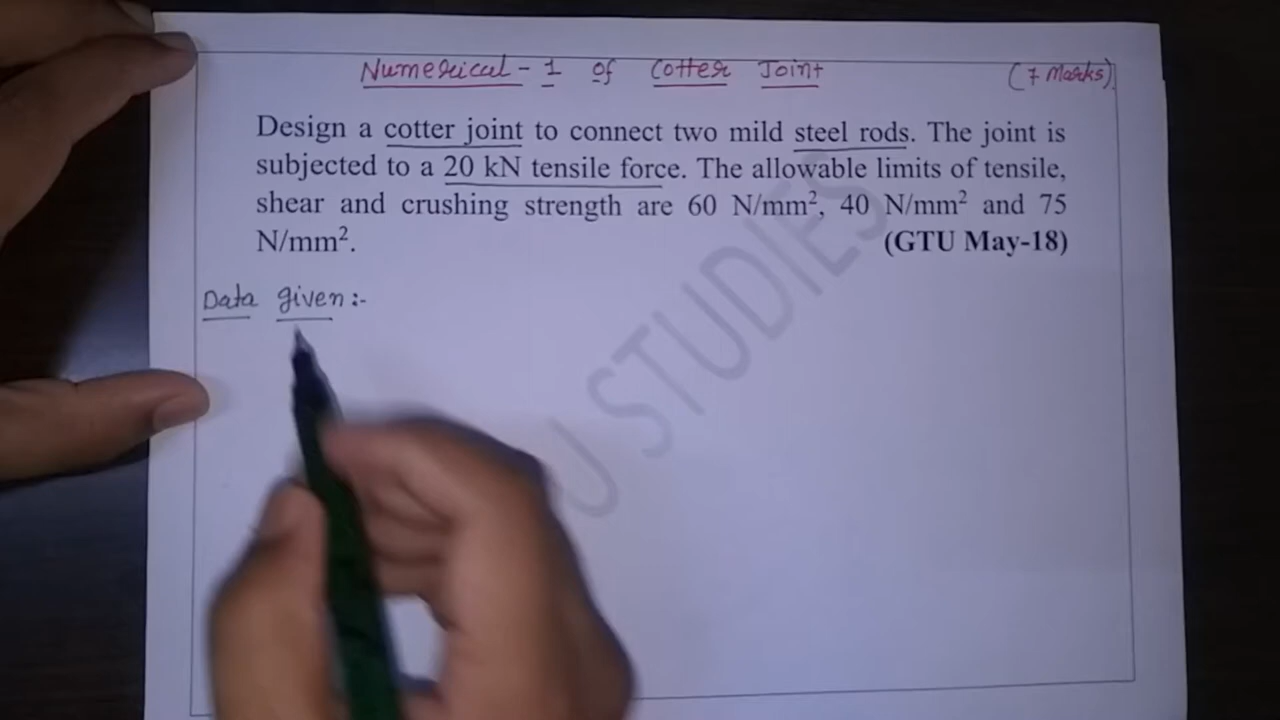 Numerical - 1 of Cotter Joint (7 Marks)
Design a cotter joint to connect two mild steel rods. The joint is
subjected to a 20 kN tensile force. The allowable limits of tensile,
shear and crushing strength are 60 N/mm², 40 N/mm² and 75
N/mm².
(GTU May-18)
Data given:-
U STUDIES